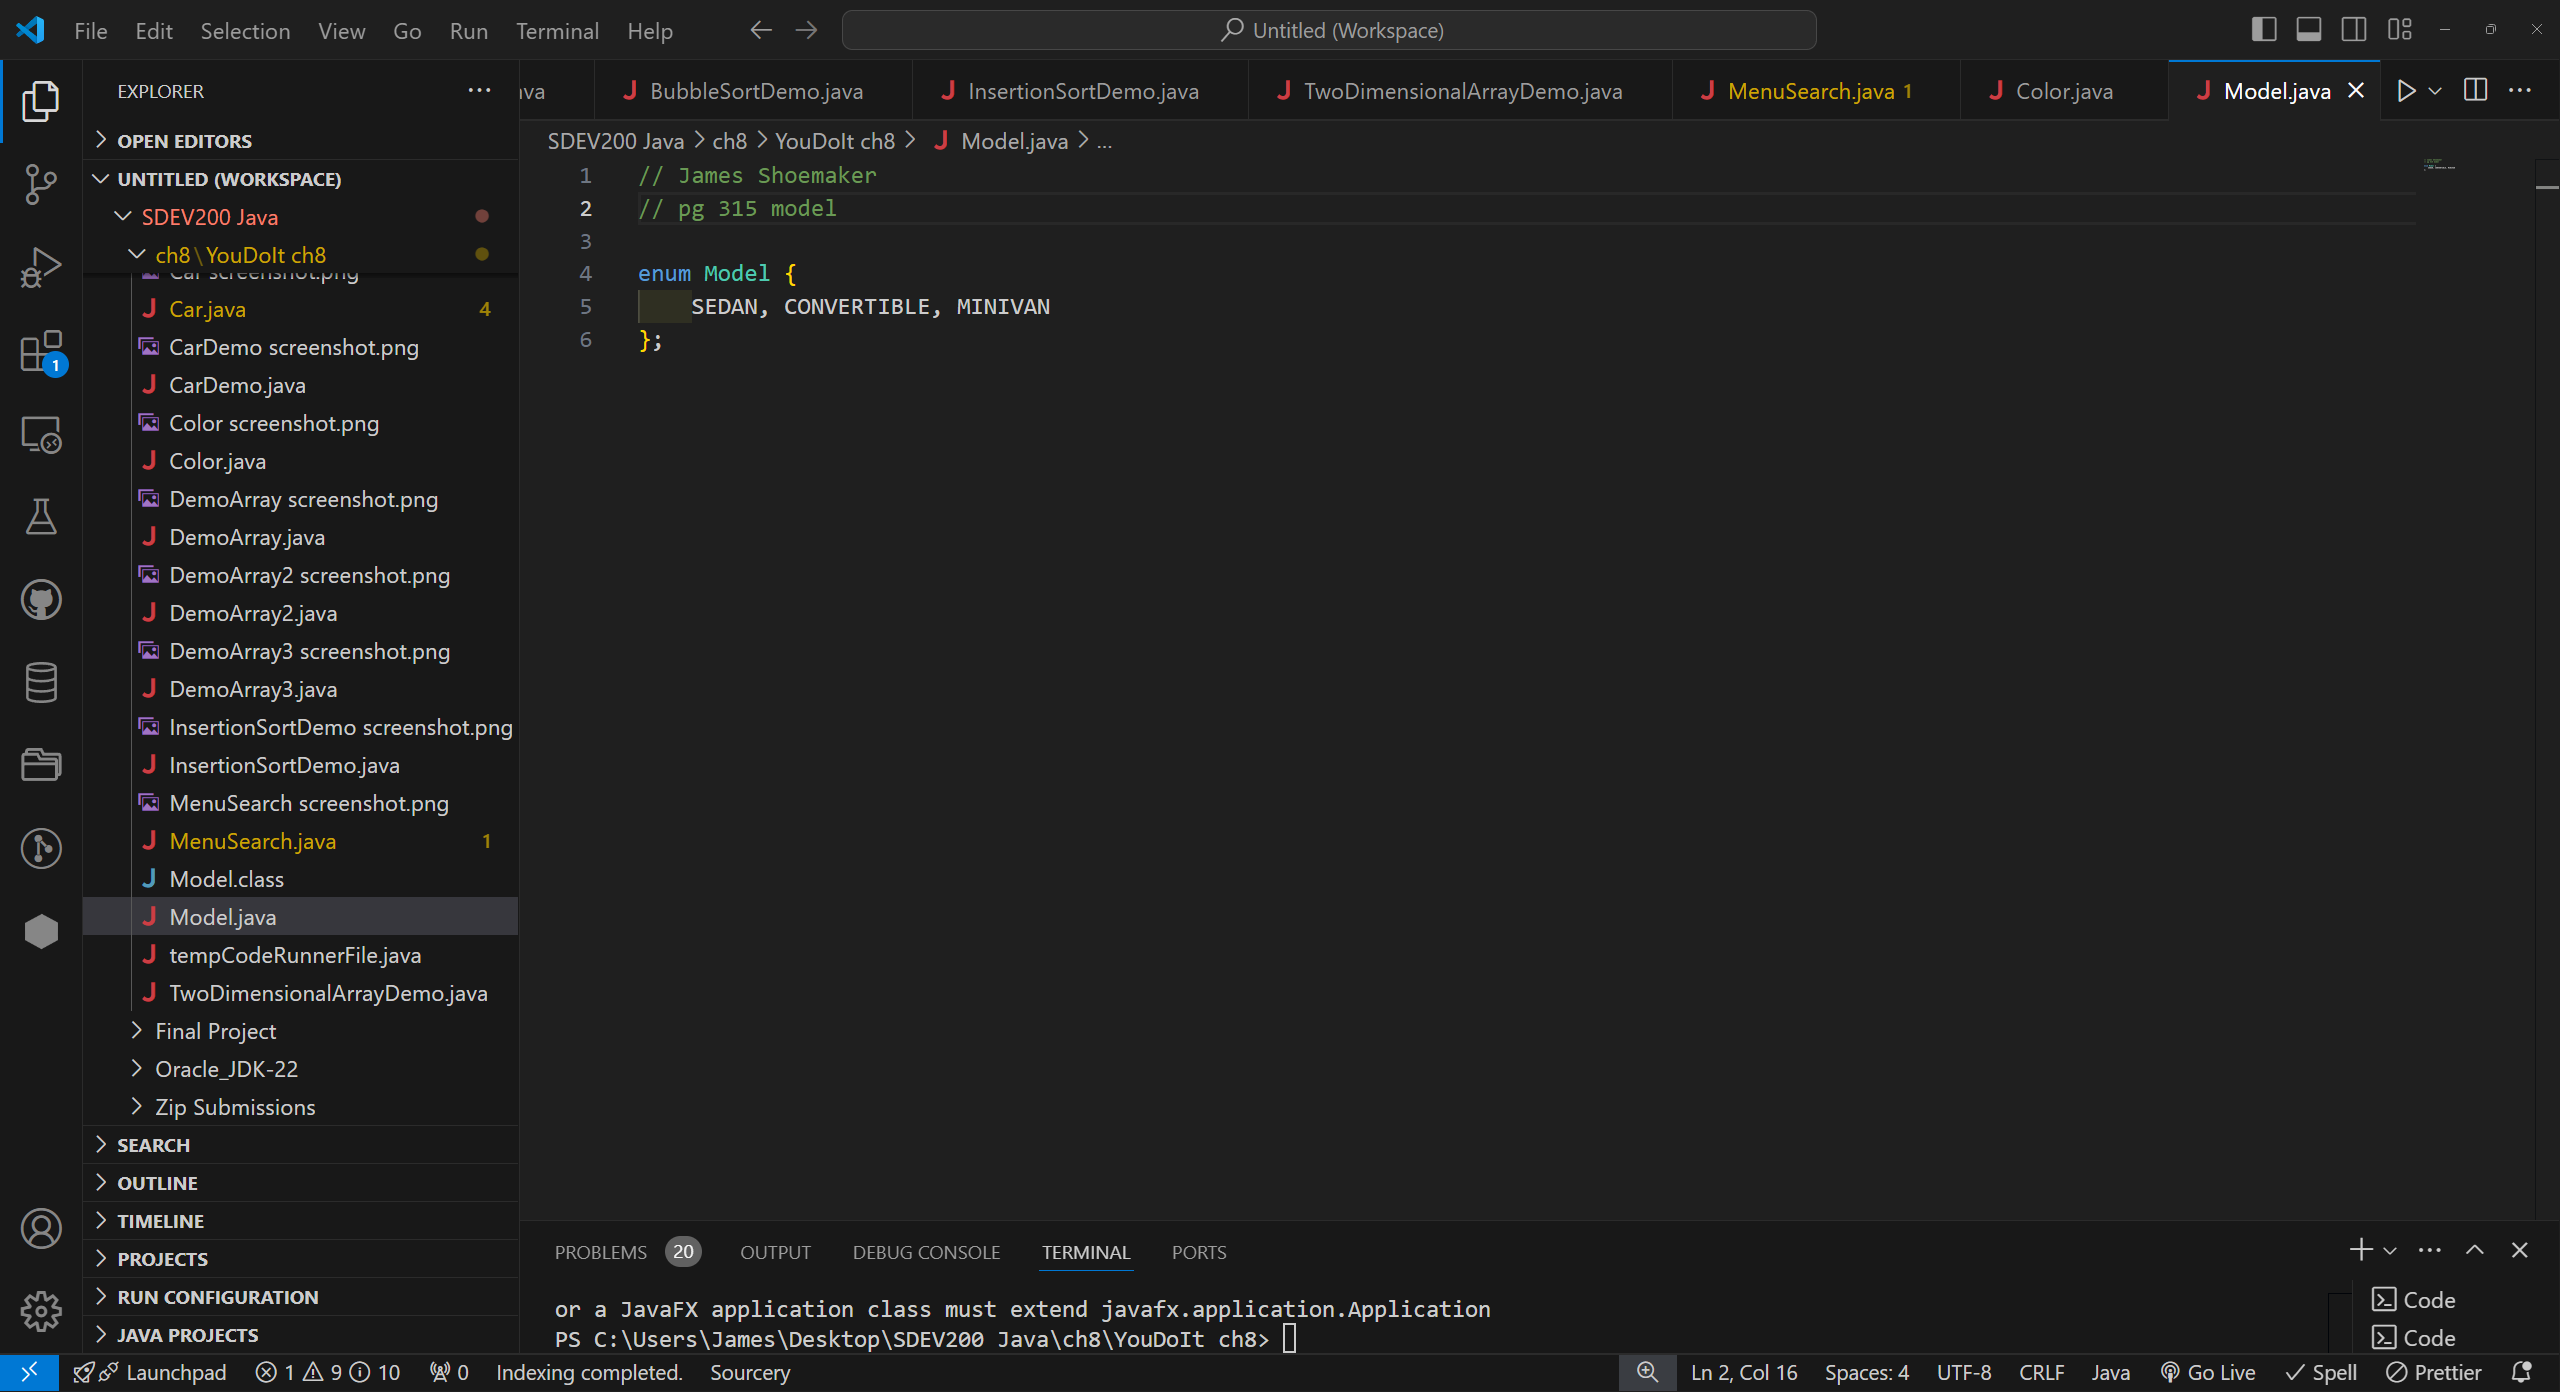 File Edit Selection View Go Run Terminal Help
Untitled (Workspace)
EXPLORER
OPEN EDITORS
UNTITLED (WORKSPACE)
SDEV200 Java
ch8\YouDoIt ch8
Car screenshot.png
Car.java 4
CarDemo screenshot.png
CarDemo.java
Color screenshot.png
Color.java
DemoArray screenshot.png
DemoArray.java
DemoArray2 screenshot.png
DemoArray2.java
DemoArray3 screenshot.png
DemoArray3.java
InsertionSortDemo screenshot.png
InsertionSortDemo.java
MenuSearch screenshot.png
MenuSearch.java 1
Model.class
Model.java
tempCodeRunnerFile.java
TwoDimensionalArrayDemo.java
Final Project
Oracle_JDK-22
Zip Submissions
SEARCH
OUTLINE
TIMELINE
PROJECTS
RUN CONFIGURATION
JAVA PROJECTS
1
BubbleSortDemo.java InsertionSortDemo.java TwoDimensionalArrayDemo.java MenuSearch.java 1 Color.java Model.java
SDEV200 Java > ch8 > YouDoIt ch8 > Model.java > ...
1 // James Shoemaker
2 // pg 315 model
3
4 enum Model {
5 SEDAN, CONVERTIBLE, MINIVAN
6 };
PROBLEMS 20 OUTPUT DEBUG CONSOLE TERMINAL PORTS
or a JavaFX application class must extend javafx.application.Application
PS C:\Users\James\Desktop\SDEV200 Java\ch8\YouDoIt ch8>
Code
Code
Launchpad 1 9 10 0 Indexing completed. Sourcery Ln 2, Col 16 Spaces: 4 UTF-8 CRLF Java Go Live Spell Prettier